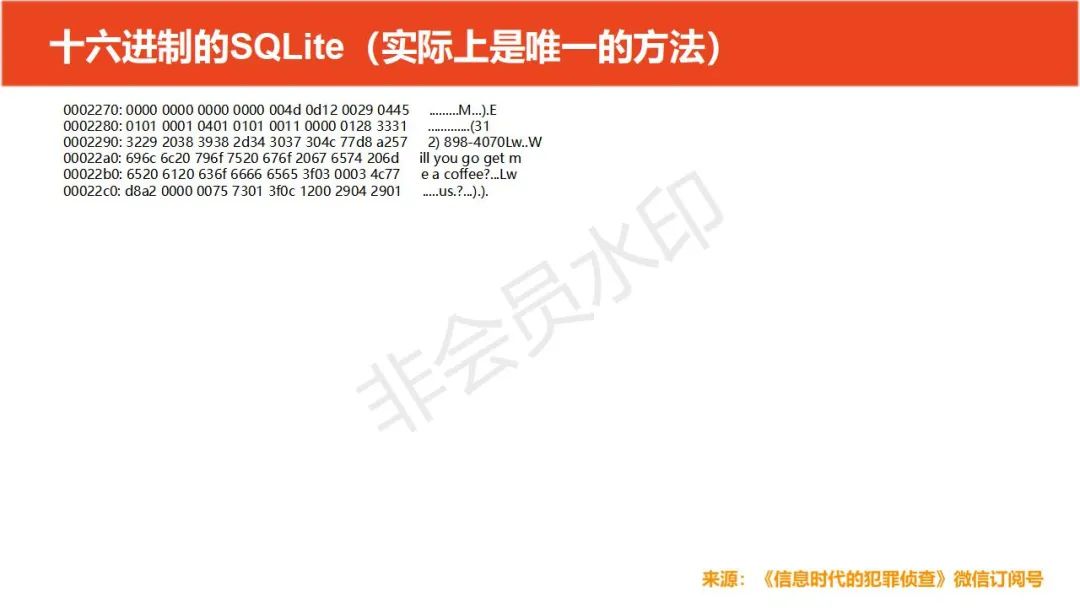 十六进制的SQLite（实际上是唯一的方法）
0002270: 0000 0000 0000 0000 004d 0d12 0029 0445 .........M...).E
0002280: 0101 0001 0401 0101 0011 0000 0128 3331 .............(31
0002290: 3229 2038 3938 2d34 3037 304c 77d8 a257 2) 898-4070Lw..W
00022a0: 696c 6c20 796f 7520 676f 2067 6574 206d ill you go get m
00022b0: 6520 6120 636f 6666 6565 3f03 0003 4c77 e a coffee?...Lw
00022c0: d8a2 0000 0075 7301 3f0c 1200 2904 2901 .....us.?...).).
非会员水印
来源：《信息时代的犯罪侦查》微信订阅号